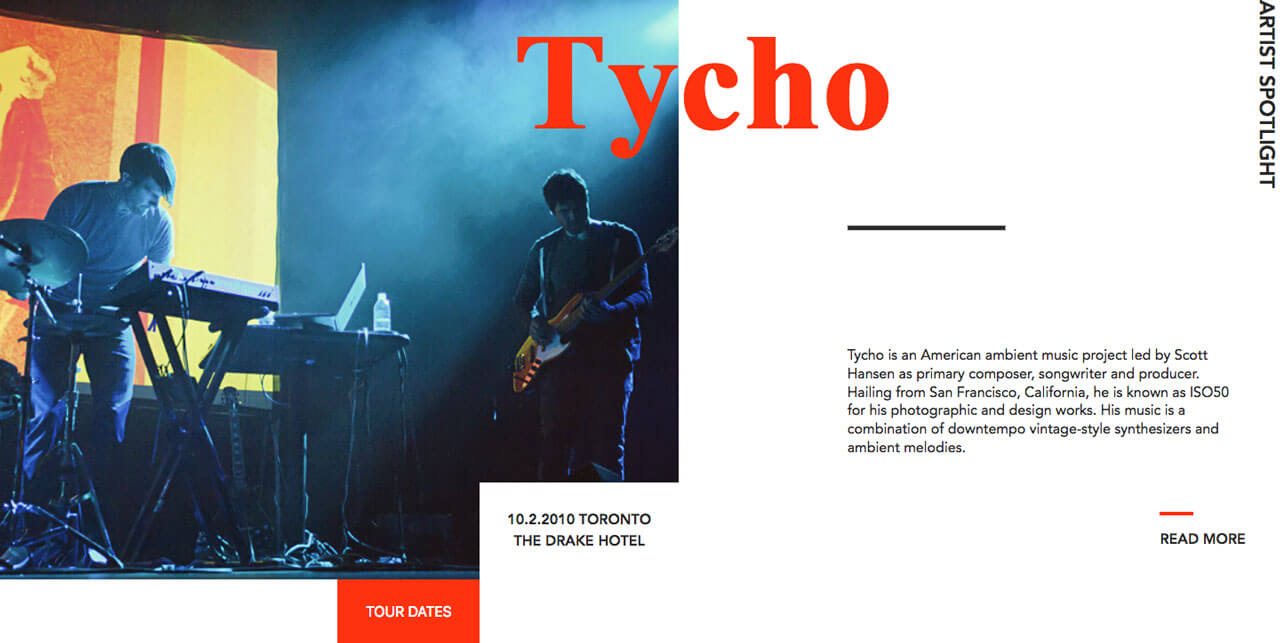 Tycho
ARTIST SPOTLIGHT
Tycho is an American ambient music project led by Scott
Hansen as primary composer, songwriter and producer.
Hailing from San Francisco, California, he is known as ISO50
for his photographic and design works. His music is a
combination of downtempo vintage-style synthesizers and
ambient melodies.
10.2.2010 TORONTO
THE DRAKE HOTEL
READ MORE
TOUR DATES